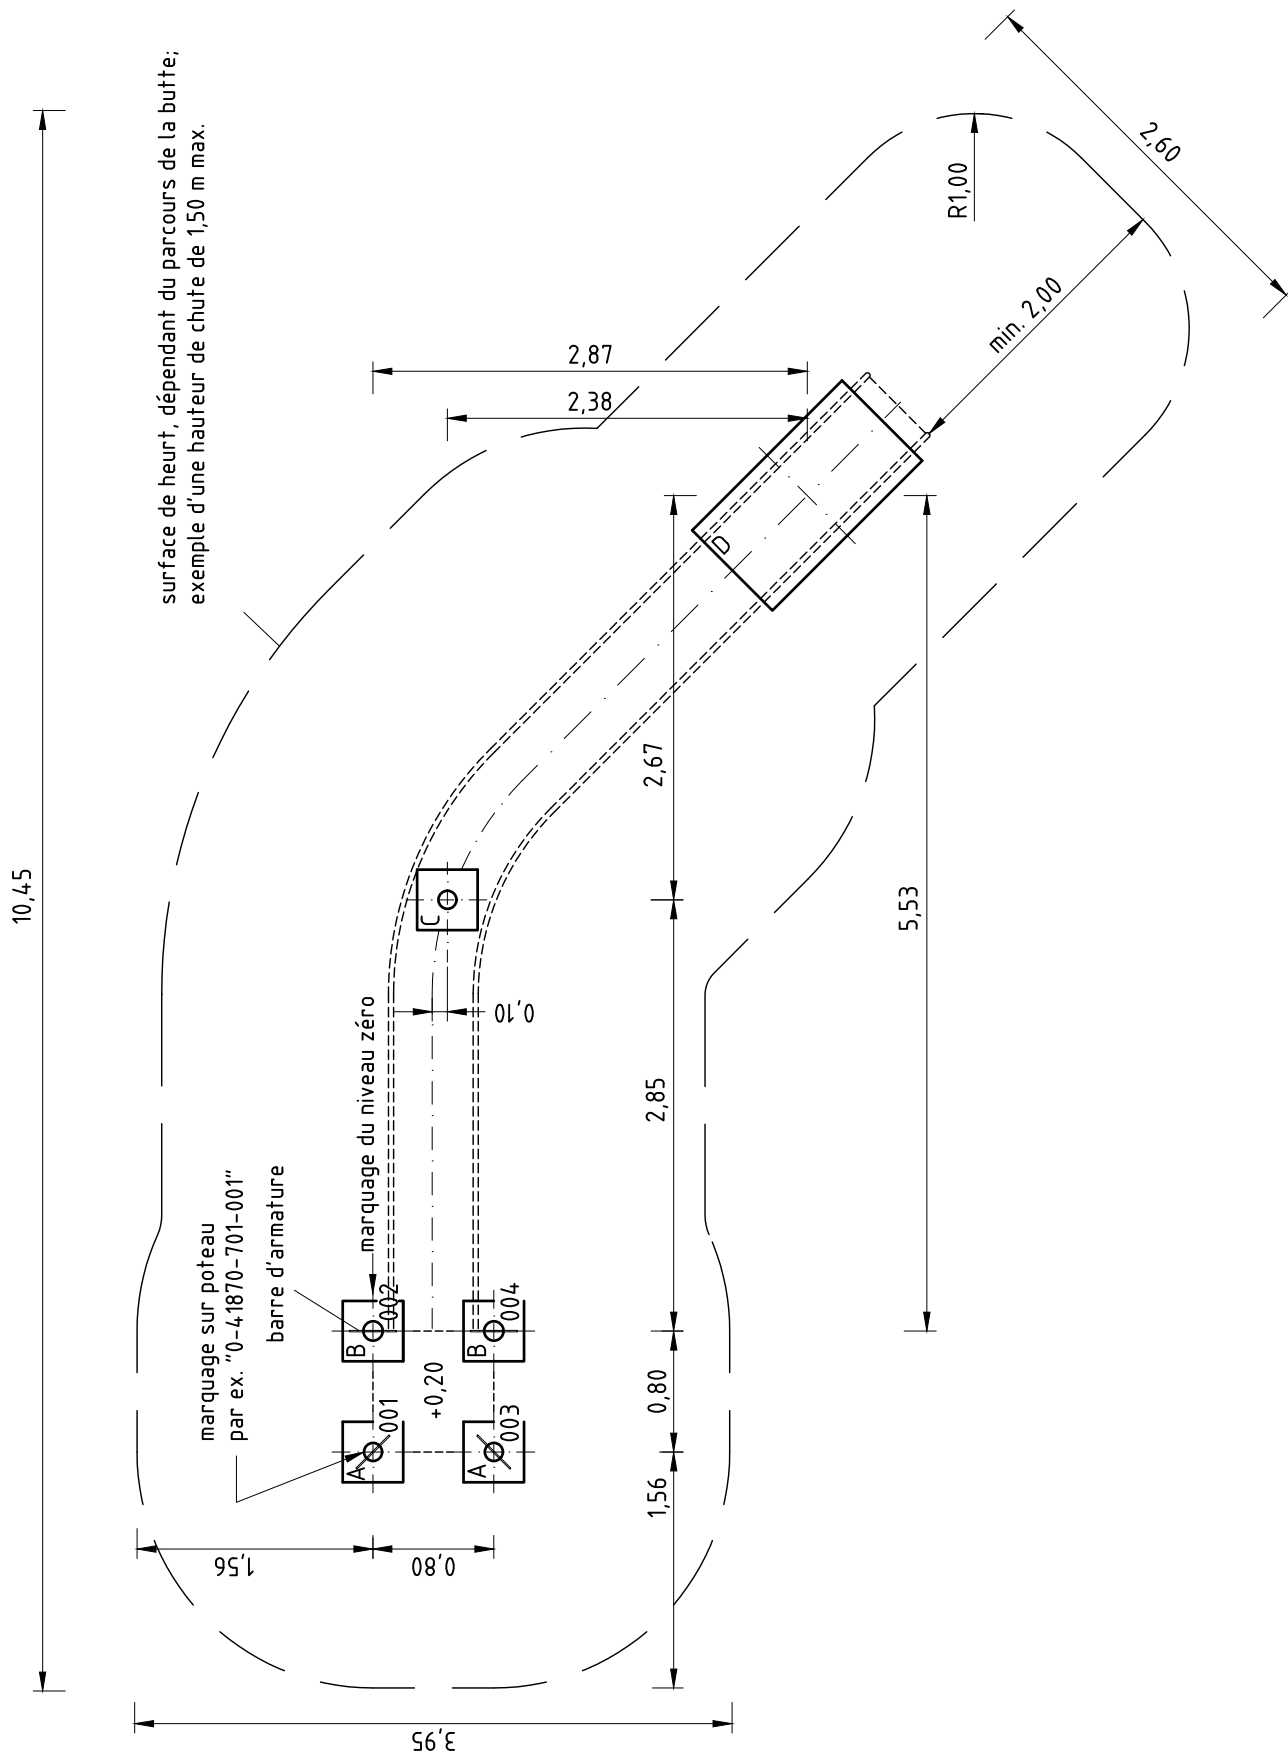 surface de heurt, dépendant du parcours de la butte;
exemple d'une hauteur de chute de 1,50 m max.
10,45
2,60
R1,00
min. 2,00
2,87
2,38
D
2,67
5,53
C
0,10
2,85
marquage du niveau zéro
marquage sur poteau
par ex. "0-41870-701-001"
barre d'armature
B
002
B
004
+0,20
0,80
A
001
A
003
1,56
1,56
0,80
3,95